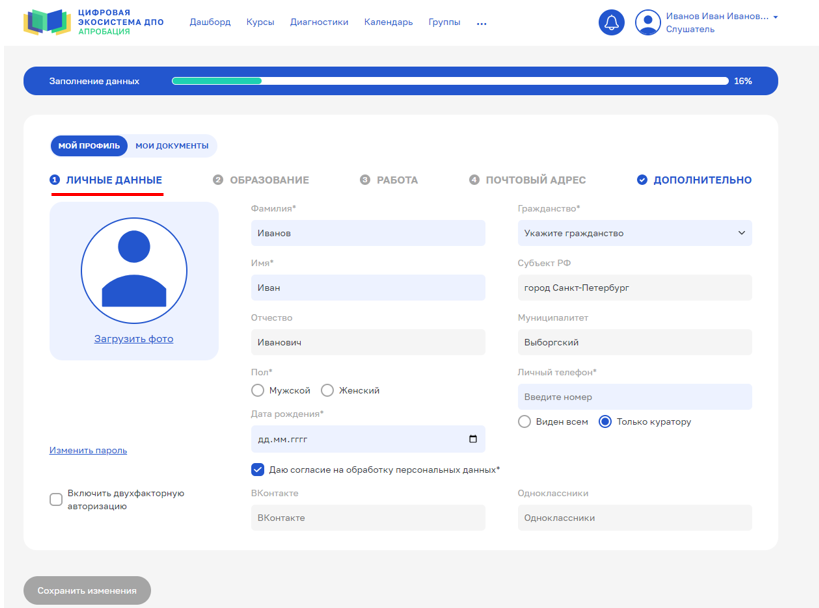 ЦИФРОВАЯ
ЭКОСИСТЕМА ДПО
АПРОБАЦИЯ
Дашборд Курсы Диагностики Календарь Группы ...
Иванов Иван Иванов...
Слушатель
Заполнение данных 16%
МОЙ ПРОФИЛЬ МОИ ДОКУМЕНТЫ
1 ЛИЧНЫЕ ДАННЫЕ 2 ОБРАЗОВАНИЕ 3 РАБОТА 4 ПОЧТОВЫЙ АДРЕС ДОПОЛНИТЕЛЬНО
Загрузить фото
Изменить пароль
Включить двухфакторную
авторизацию
Фамилия*
Иванов
Имя*
Иван
Отчество
Иванович
Пол*
Мужской Женский
Дата рождения*
дд.мм.гггг
Даю согласие на обработку персональных данных*
ВКонтакте
ВКонтакте
Гражданство*
Укажите гражданство
Субъект РФ
город Санкт-Петербург
Муниципалитет
Выборгский
Личный телефон*
Введите номер
Виден всем Только куратору
Одноклассники
Одноклассники
Сохранить изменения